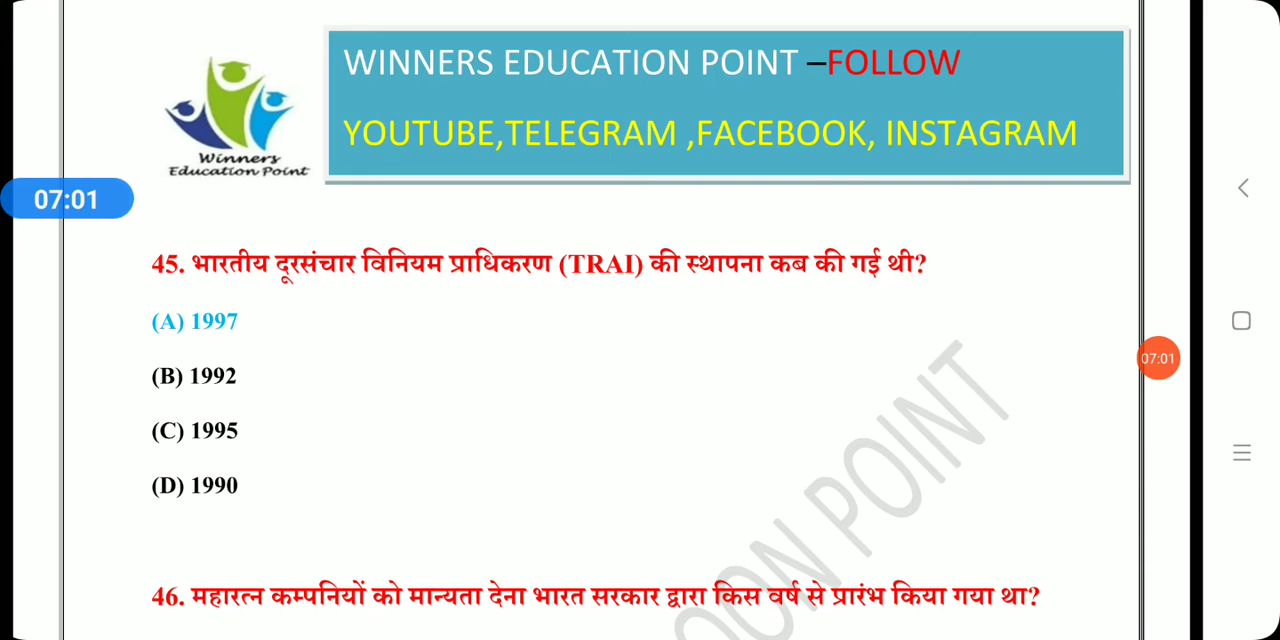 WINNERS EDUCATION POINT –FOLLOW
YOUTUBE,TELEGRAM ,FACEBOOK, INSTAGRAM
Winners
Education Point
07:01
45. भारतीय दूरसंचार विनियम प्राधिकरण (TRAI) की स्थापना कब की गई थी?
(A) 1997
07:01
(B) 1992
(C) 1995
(D) 1990
POINT
46. महारत्न कम्पनियों को मान्यता देना भारत सरकार द्वारा किस वर्ष से प्रारंभ किया गया था?